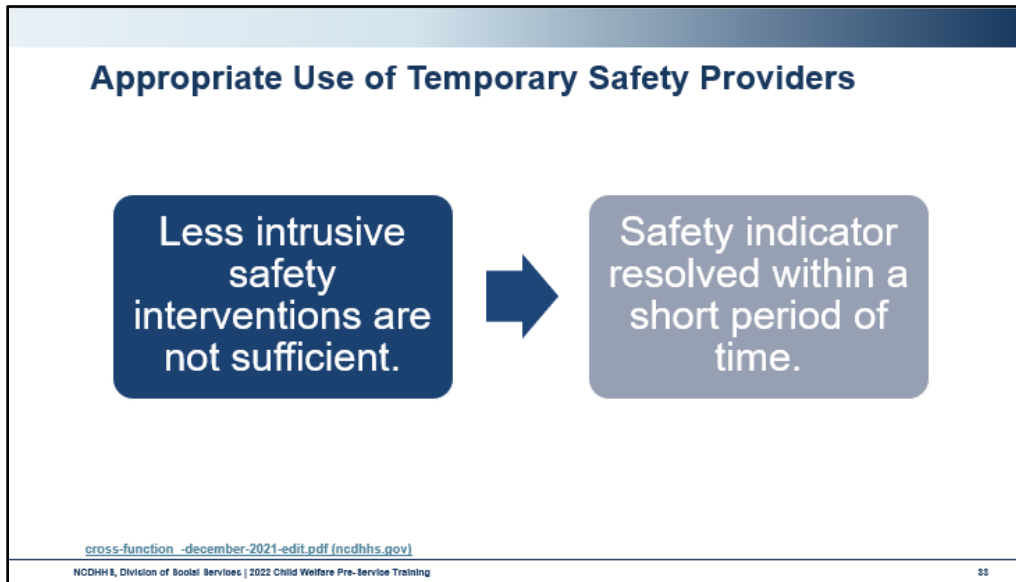 Appropriate Use of Temporary Safety Providers
Less intrusive
safety
interventions are
not sufficient.
Safety indicator
resolved within a
short period of
time.
cross-function -december-2021-edit.pdf (ncdhhs.gov)
NCDHHS, Division of Social Services | 2022 Child Welfare Pre-Service Training
33